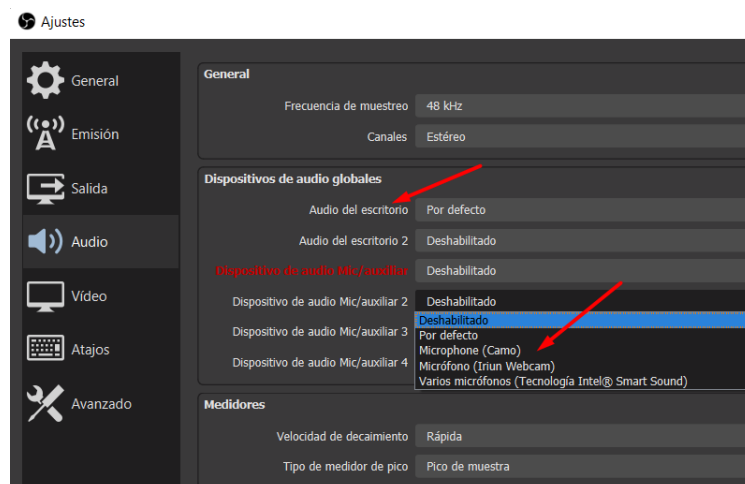 Ajustes
General
Emisión
Salida
Audio
Vídeo
Atajos
Avanzado
General
Frecuencia de muestreo 48 kHz
Canales Estéreo
Dispositivos de audio globales
Audio del escritorio Por defecto
Audio del escritorio 2 Deshabilitado
Dispositivo de audio Mic/auxiliar Deshabilitado
Dispositivo de audio Mic/auxiliar 2 Deshabilitado
Deshabilitado
Por defecto
Microphone (Camo)
Micrófono (Iriun Webcam)
Varios micrófonos (Tecnología Intel® Smart Sound)
Dispositivo de audio Mic/auxiliar 3
Dispositivo de audio Mic/auxiliar 4
Medidores
Velocidad de decaimiento Rápida
Tipo de medidor de pico Pico de muestra